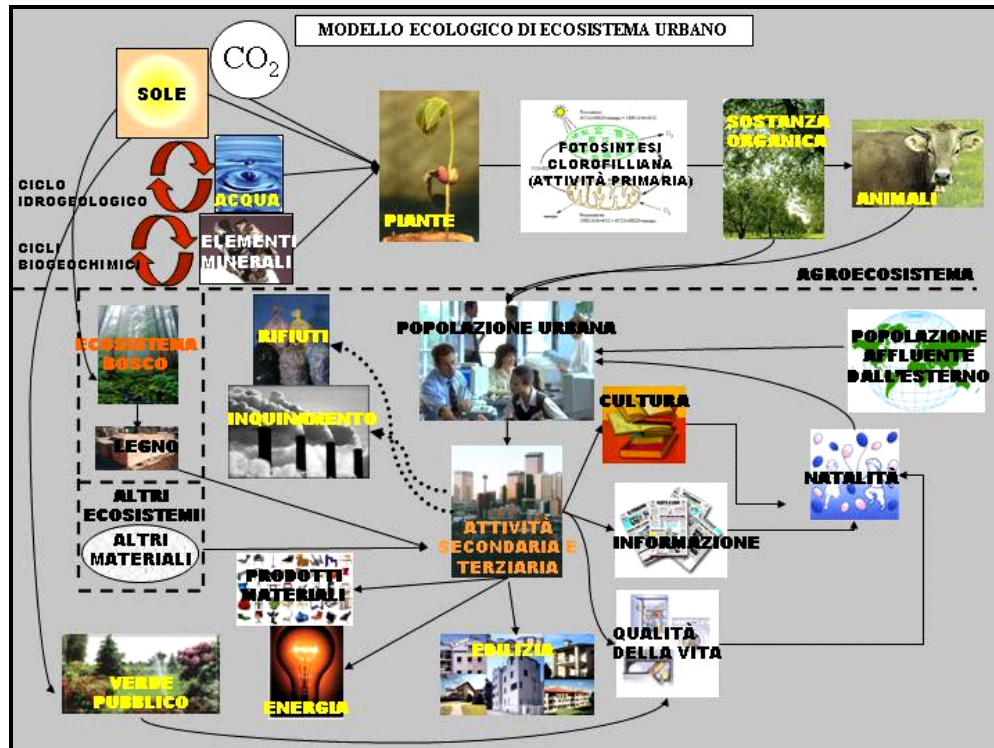 MODELLO ECOLOGICO DI ECOSISTEMA URBANO
CO2
SOLE
CICLO
IDROGEOLOGICO
ACQUA
CICLI
BIOGEOCHIMICI
ELEMENTI
MINERALI
PIANTE
FOTOSINTESI
CLOROFILLIANA
(ATTIVITÀ PRIMARIA)
SOSTANZA
ORGANICA
ANIMALI
AGROECOSISTEMA
ECOSISTEMA
BOSCO
LEGNO
ALTRI
ECOSISTEMI
ALTRI
MATERIALI
RIFIUTI
INQUINAMENTO
POPOLAZIONE URBANA
POPOLAZIONE
AFFLUENTE
DALL'ESTERNO
CULTURA
NATALITÀ
ATTIVITÀ
SECONDARIA E
TERZIARIA
INFORMAZIONE
PRODOTTI
MATERIALI
QUALITÀ
DELLA VITA
EDILIZIA
ENERGIA
VERDE
PUBBLICO